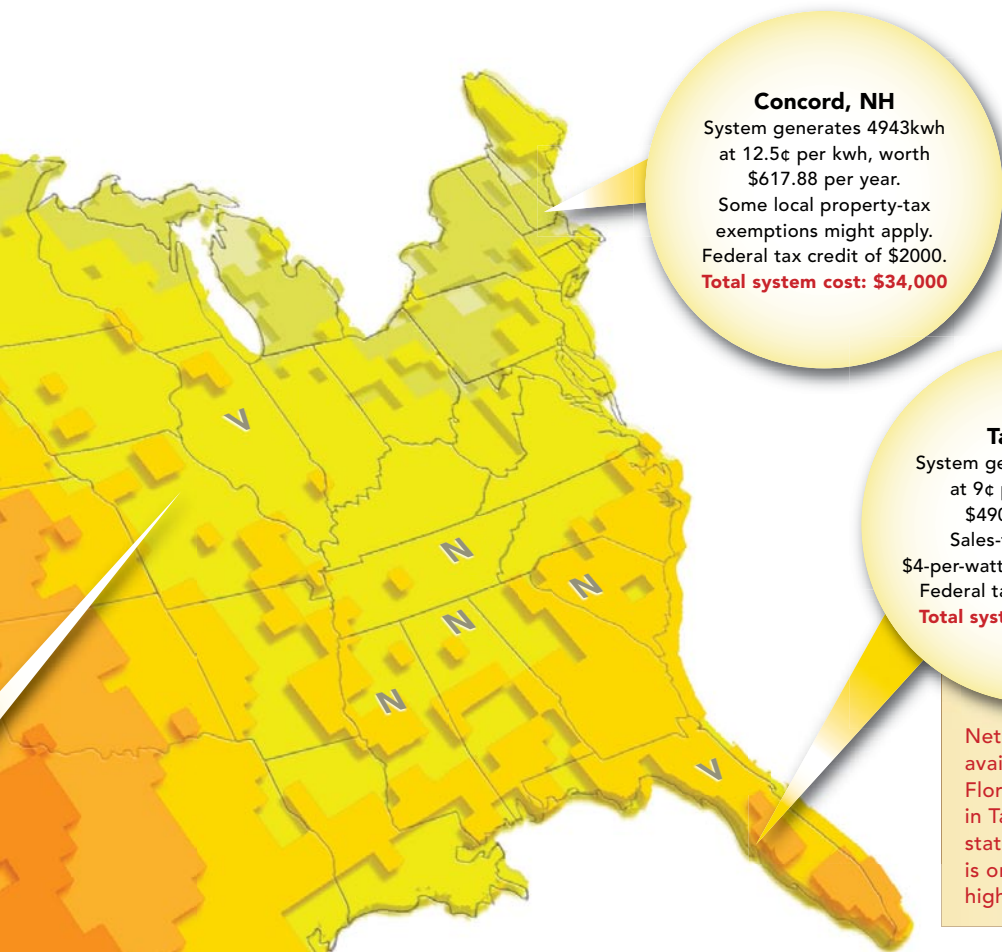 Concord, NH
System generates 4943kwh
at 12.5¢ per kwh, worth
$617.88 per year.
Some local property-tax
exemptions might apply.
Federal tax credit of $2000.
Total system cost: $34,000
V
N
N
N
N
V
Ta
System ge
at 9¢ p
$490
Sales-
$4-per-watt
Federal ta
Total syst
Net
avai
Flor
in Ta
stat
is or
high